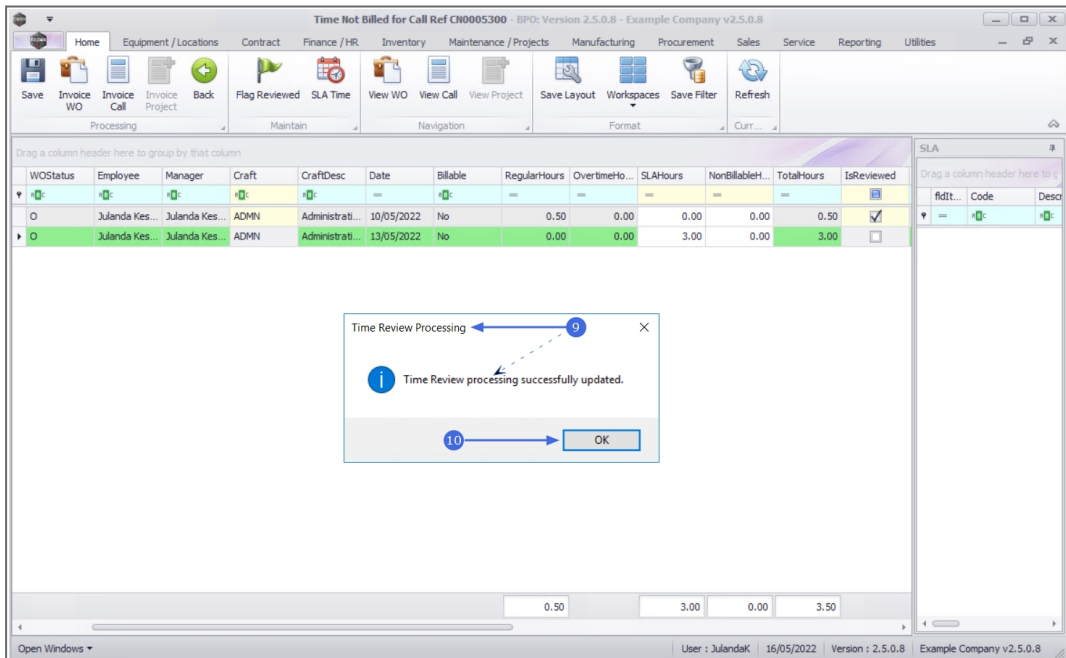 Time Not Billed for Call Ref CN0005300 - BPO: Version 2.5.0.8 - Example Company v2.5.0.8
Home Equipment / Locations Contract Finance / HR Inventory Maintenance / Projects Manufacturing Procurement Sales Service Reporting Utilities
Save Invoice WO Invoice Call Invoice Project Back Flag Reviewed SLA Time View WO View Call View Project Save Layout Workspaces Save Filter Refresh
Processing Maintain Navigation Format Curr...
Drag a column header here to group by that column
WOStatus Employee Manager Craft CraftDesc Date Billable RegularHours OvertimeHo... SLAHours NonBillableH... TotalHours IsReviewed
O Julanda Kes... Julanda Kes... ADMN Administrati... 10/05/2022 No 0.50 0.00 0.00 0.00 0.50
O Julanda Kes... Julanda Kes... ADMN Administrati... 13/05/2022 No 0.00 0.00 3.00 0.00 3.00
SLA
Drag a column header here to g
fldIt... Code Descr
Time Review Processing 9
Time Review processing successfully updated.
10 OK
0.50 3.00 0.00 3.50
Open Windows User : JulandaK 16/05/2022 Version : 2.5.0.8 Example Company v2.5.0.8